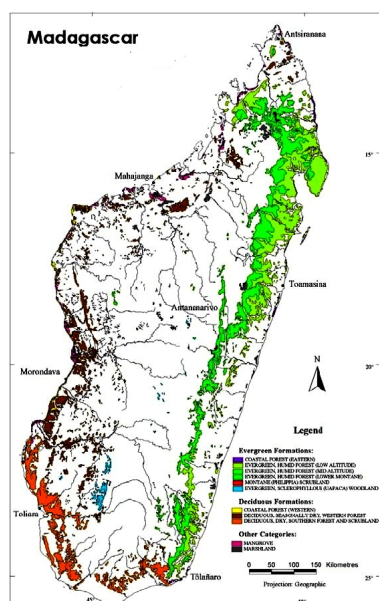 Madagascar
Antsiranana
15°
Mahajanga
Toamasina
Antananarivo
20°
Morondava
N
Legend
Evergreen Formations:
COASTAL FOREST (EASTERN)
EVERGREEN, HUMID FOREST (LOW ALTITUDE)
EVERGREEN, HUMID FOREST (MID ALTITUDE)
EVERGREEN, HUMID FOREST (LOWER MONTANE)
MONTANE (PHILIPPIA) SCRUBLAND
EVERGREEN, SCLEROPHYLLOUS (UAPACA) WOODLAND
Deciduous Formations:
COASTAL FOREST (WESTERN)
DECIDUOUS, SEASONALLY DRY, WESTERN FOREST
DECIDUOUS, DRY, SOUTHERN FOREST AND SCRUBLAND
Toliara
Other Categories:
MANGROVE
MARSHLAND
0 50 100 150 Kilometres
Projection: Geographic
Tôlañaro
25°
45°